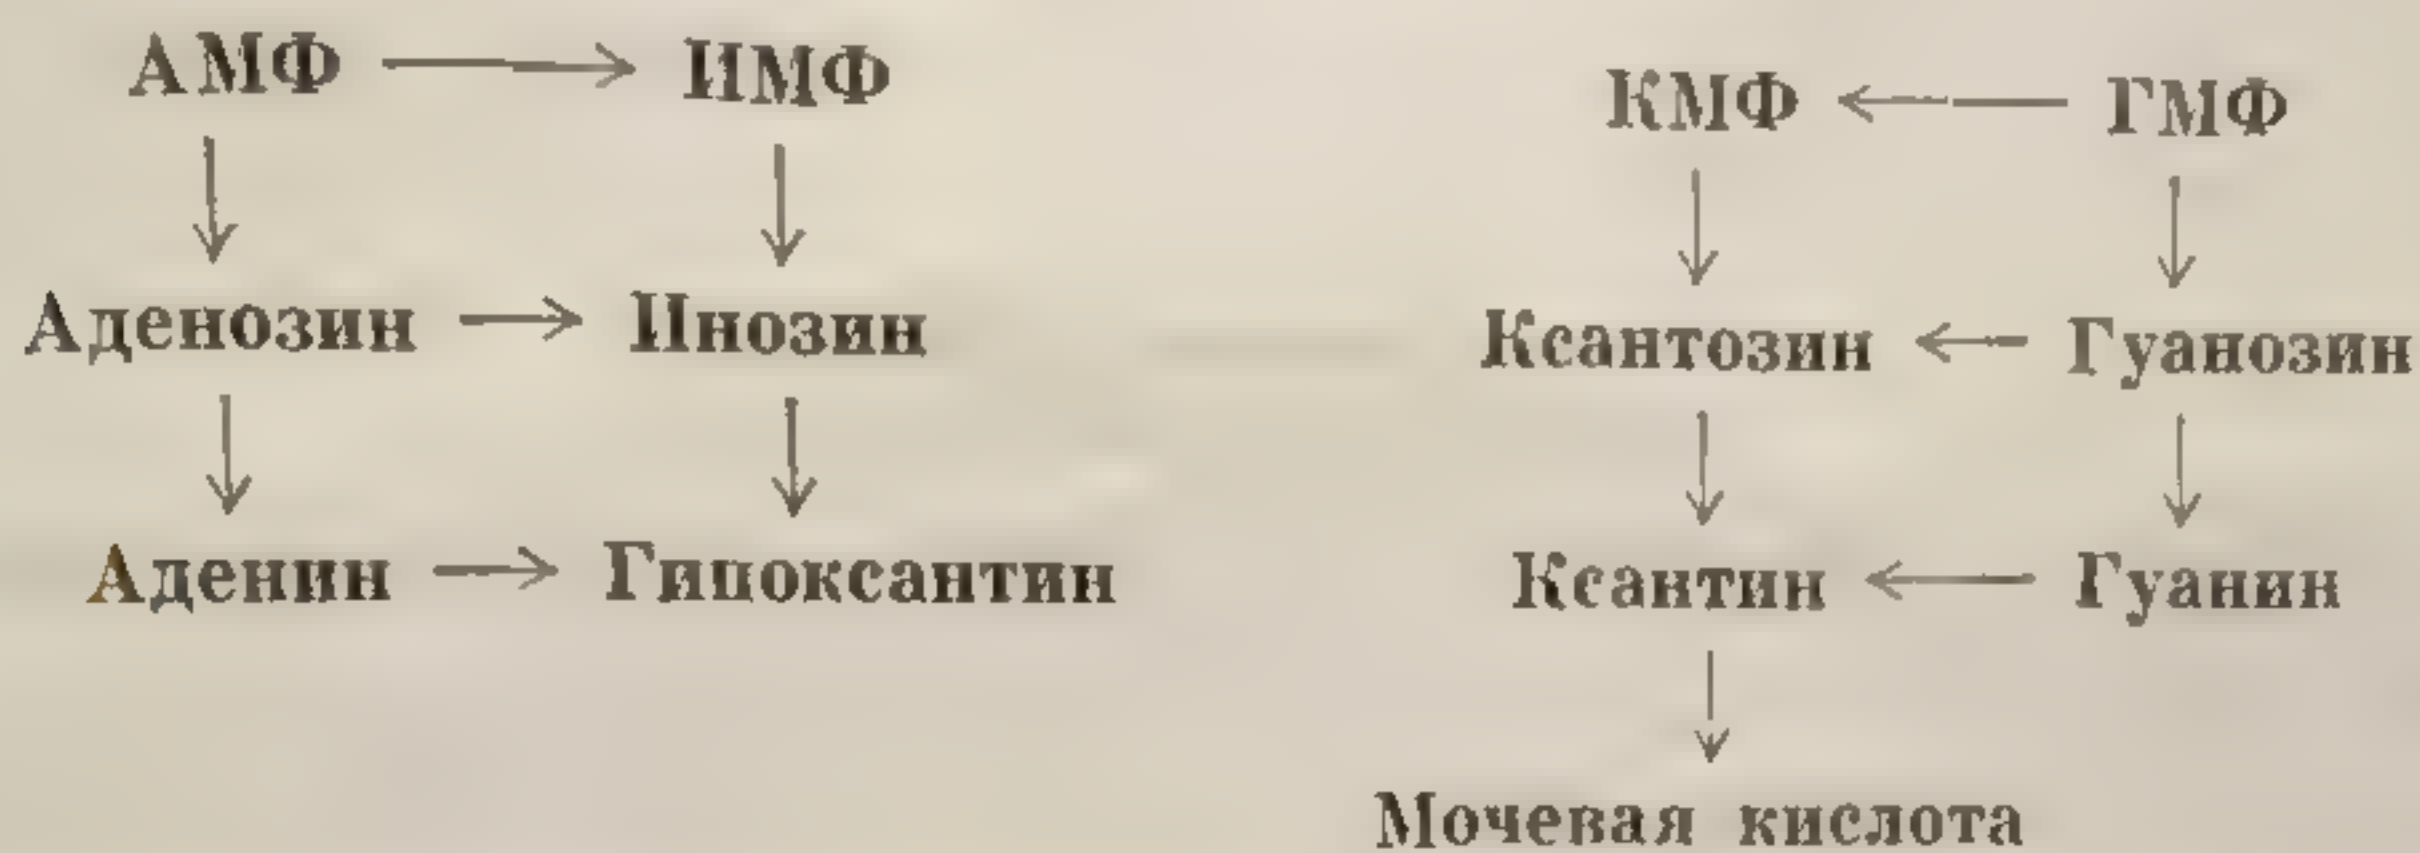 АМФ → ИМФ КМФ ← ГМФ
Аденозин → Инозин Ксантозин ← Гуанозин
Аденин → Гипоксантин Ксантин ← Гуанин
Мочевая кислота